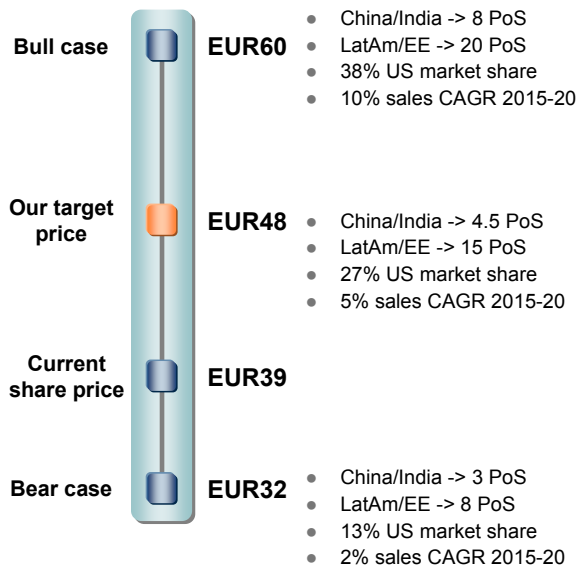 Bull case
EUR60
● China/India -> 8 PoS
● LatAm/EE -> 20 PoS
● 38% US market share
● 10% sales CAGR 2015-20
Our target
price
EUR48
● China/India -> 4.5 PoS
● LatAm/EE -> 15 PoS
● 27% US market share
● 5% sales CAGR 2015-20
Current
share price
EUR39
Bear case
EUR32
● China/India -> 3 PoS
● LatAm/EE -> 8 PoS
● 13% US market share
● 2% sales CAGR 2015-20